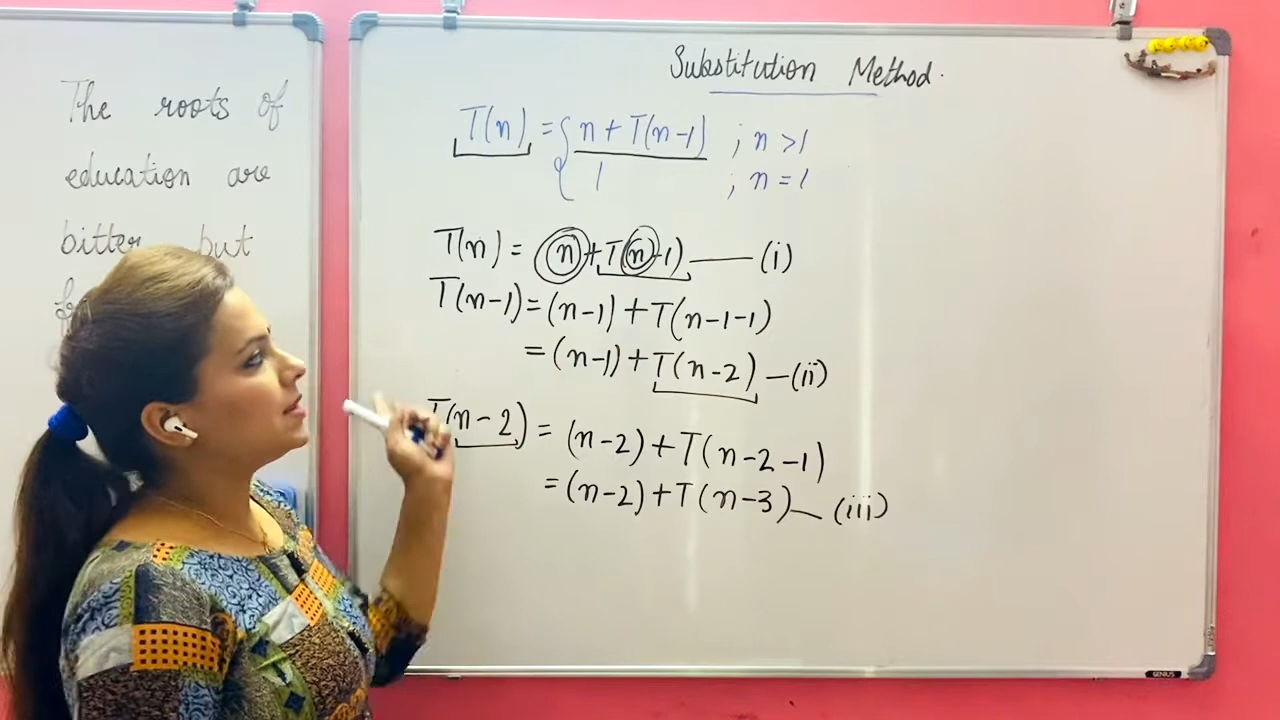 The roots of
education are
bitter but
Substitution Method.
T(n) = { n + T(n-1) ; n >1
1 ; n = 1
T(n) = (n) + T(n-1) —— (i)
T(n-1) = (n-1) + T(n-1-1)
= (n-1) + T(n-2) — (ii)
T(n-2) = (n-2) + T(n-2-1)
= (n-2) + T(n-3) — (iii)
GENIUS